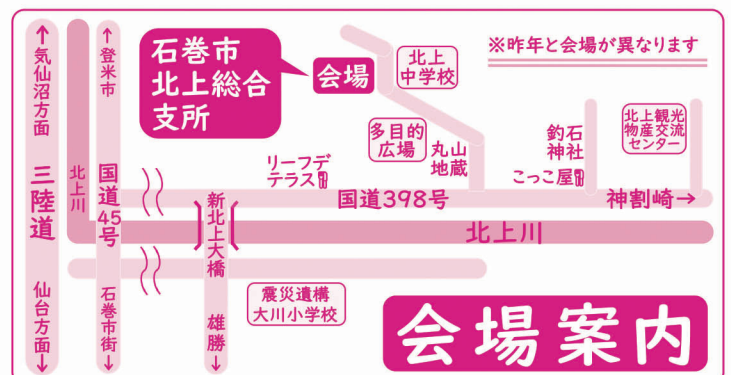 ↑気仙沼方面
三陸道
仙台方面↓
北上川
↑登米市
国道45号
石巻市街↓
石巻市
北上総合
支所
会場
北上
中学校
※昨年と会場が異なります
多目的
広場
丸山
地蔵
釣石
神社
北上観光
物産交流
センター
リーフデ
テラス
こっこ屋
国道398号
神割崎→
新北上大橋
北上川
雄勝↓
震災遺構
大川小学校
会場案内